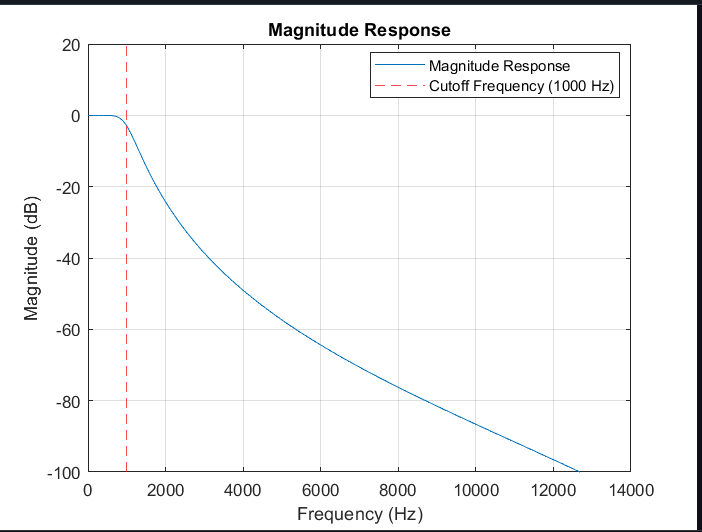 Magnitude Response
Magnitude Response
Cutoff Frequency (1000 Hz)
20
0
-20
-40
-60
-80
-100
Magnitude (dB)
0 2000 4000 6000 8000 10000 12000 14000
Frequency (Hz)